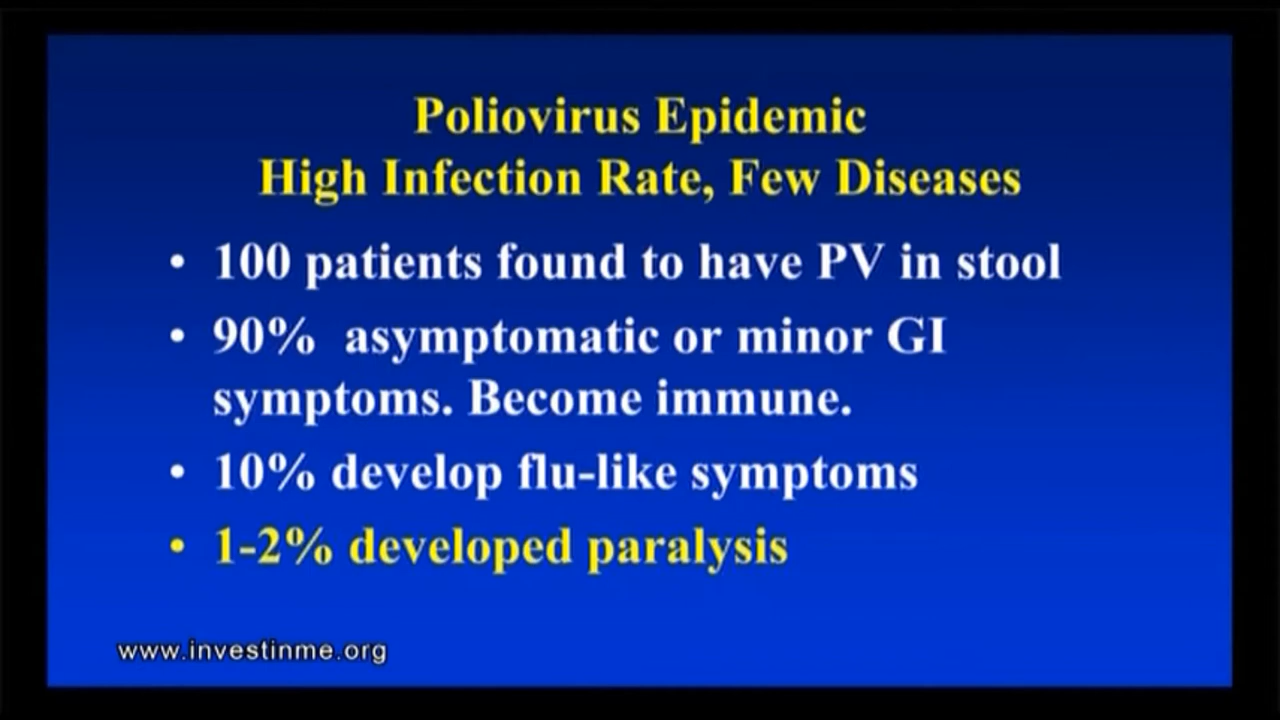 Poliovirus Epidemic
High Infection Rate, Few Diseases
• 100 patients found to have PV in stool
• 90% asymptomatic or minor GI
symptoms. Become immune.
• 10% develop flu-like symptoms
• 1-2% developed paralysis
www.investinme.org